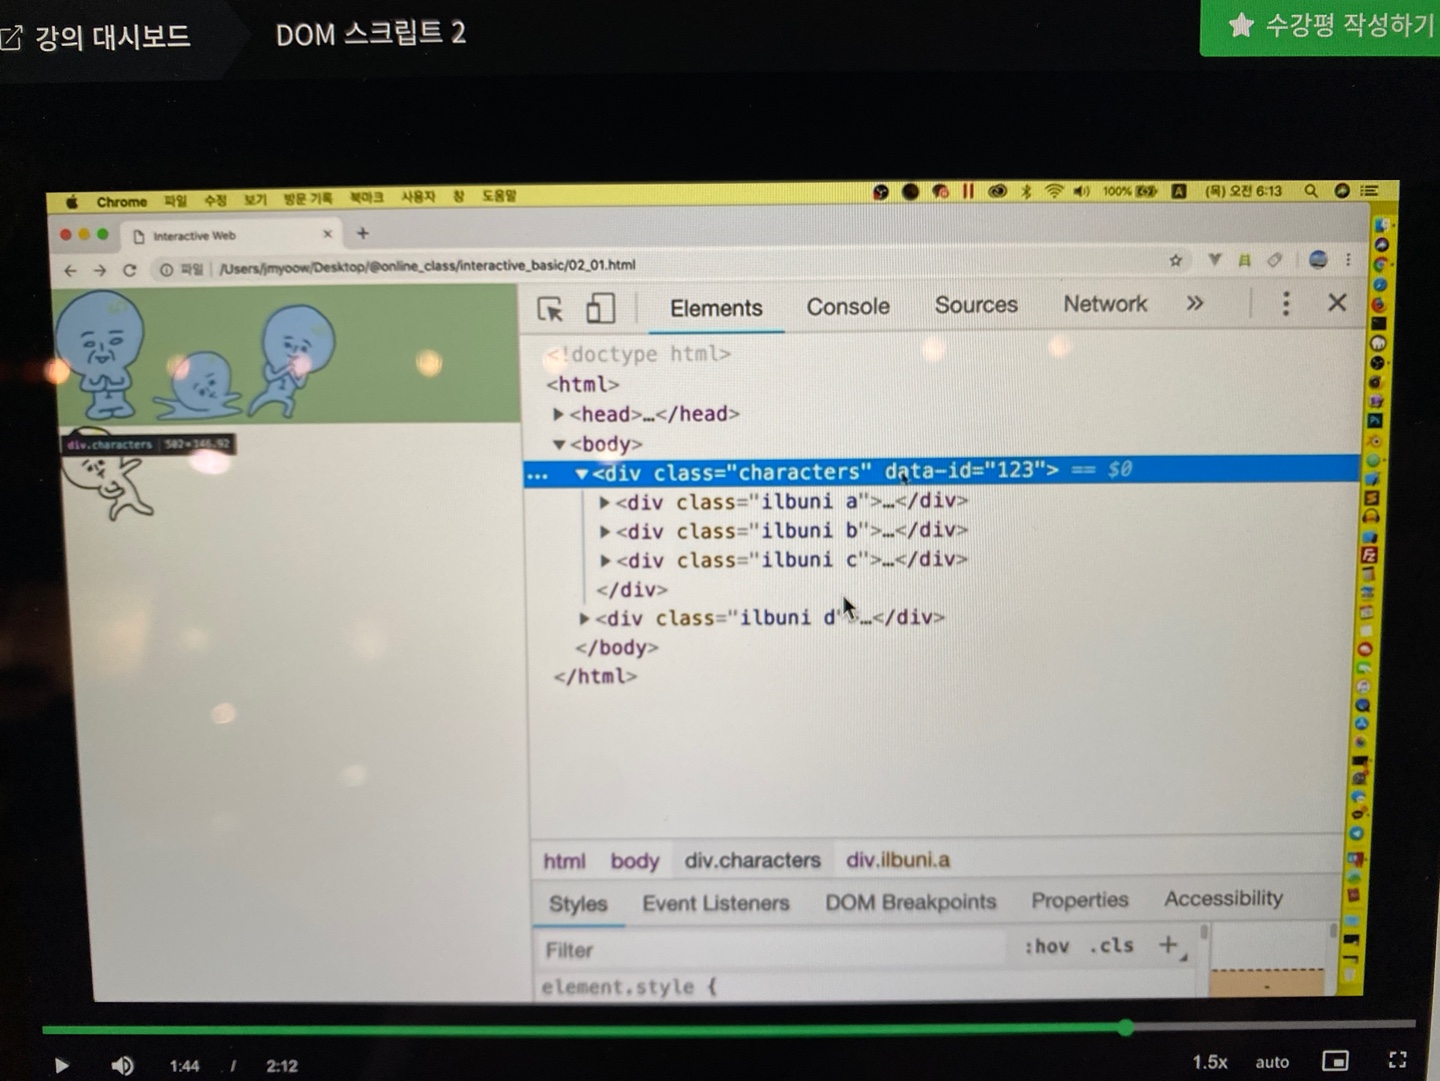 강의 대시보드
DOM 스크립트 2
수강평 작성하기
Chrome 파일 수정 보기 방문 기록 북마크 사용자 창 도움말
100% A (목) 오전 6:13
Interactive Web
파일 /Users/jmyoow/Desktop/@online_class/interactive_basic/02_01.html
Elements Console Sources Network »
<!doctype html>
<html>
<head>…</head>
<body>
… <div class="characters" data-id="123"> == $0
<div class="ilbuni a">…</div>
<div class="ilbuni b">…</div>
<div class="ilbuni c">…</div>
</div>
<div class="ilbuni d">…</div>
</body>
</html>
div.characters 502×146.92
html body div.characters div.ilbuni.a
Styles Event Listeners DOM Breakpoints Properties Accessibility
Filter :hov .cls +
element.style {
-
1:44 / 2:12
1.5x auto